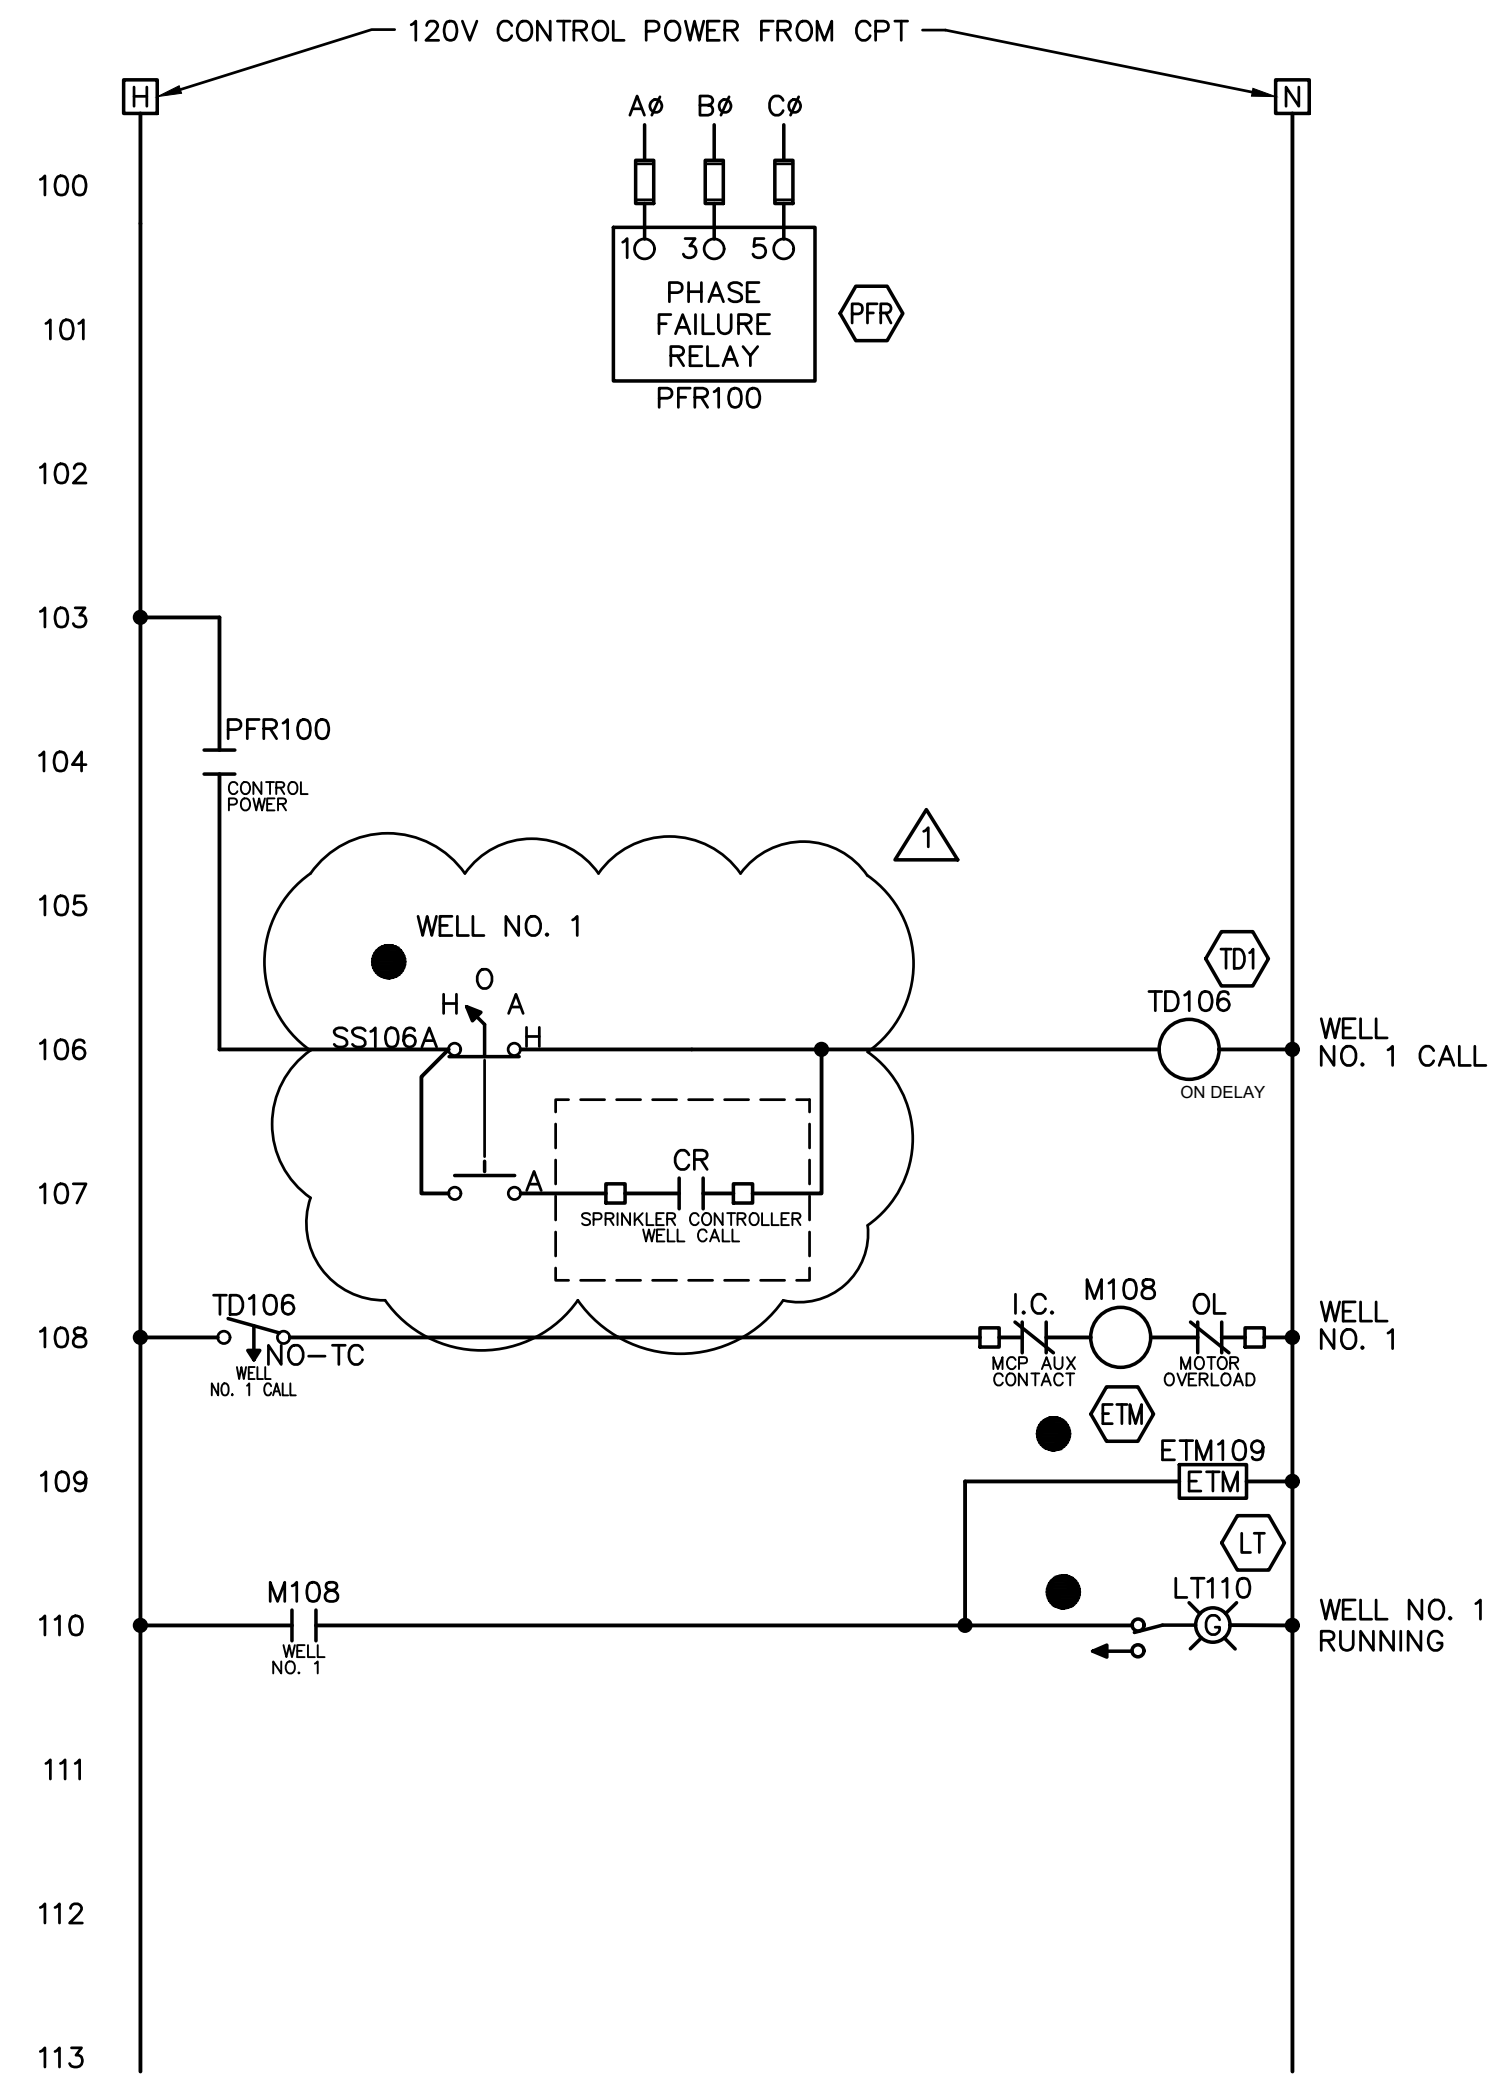 120V CONTROL POWER FROM CPT
H
N
AØ BØ CØ
100
1 3 5
PHASE
FAILURE
RELAY
PFR
101
PFR100
102
103
PFR100
104
CONTROL
POWER
1
105
WELL NO. 1
O
H A
TD1
TD106
SS106A H
106
WELL
NO. 1 CALL
ON DELAY
CR
107
A
SPRINKLER CONTROLLER
WELL CALL
TD106
I.C. M108 OL
108
WELL
NO. 1
NO-TC
WELL
NO. 1 CALL
MCP AUX
CONTACT
MOTOR
OVERLOAD
ETM
ETM109
109
ETM
LT
M108
LT110
110
G
WELL NO. 1
RUNNING
WELL
NO. 1
111
112
113